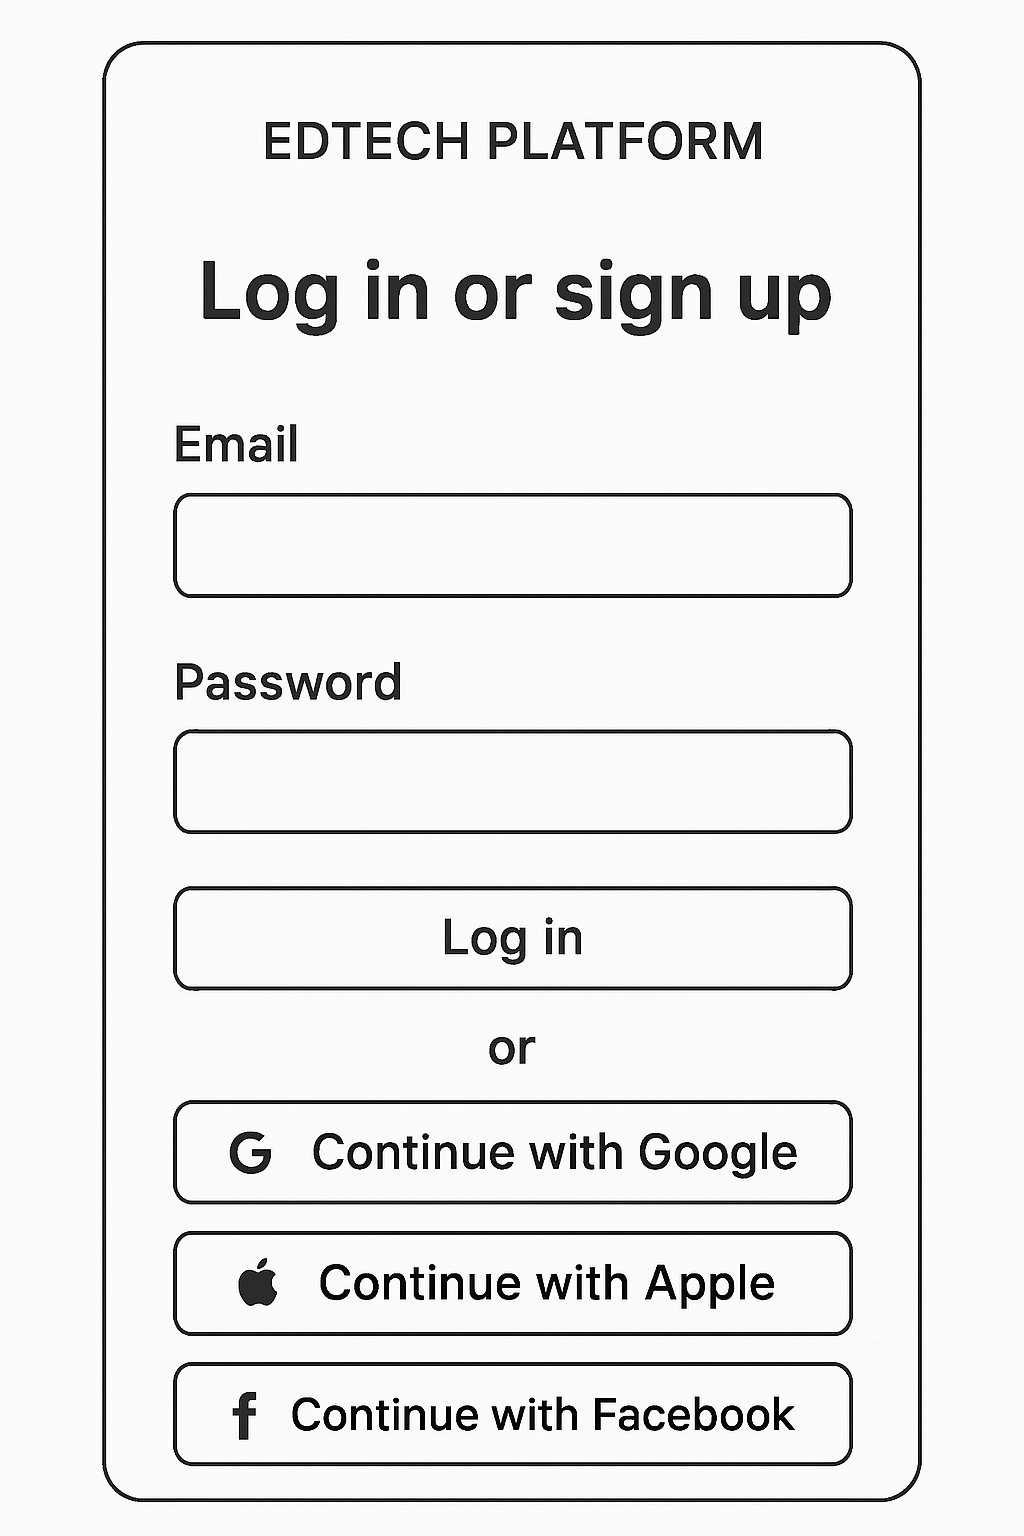 EDTECH PLATFORM
Log in or sign up
Email
Password
Log in
or
Continue with Google
Continue with Apple
Continue with Facebook